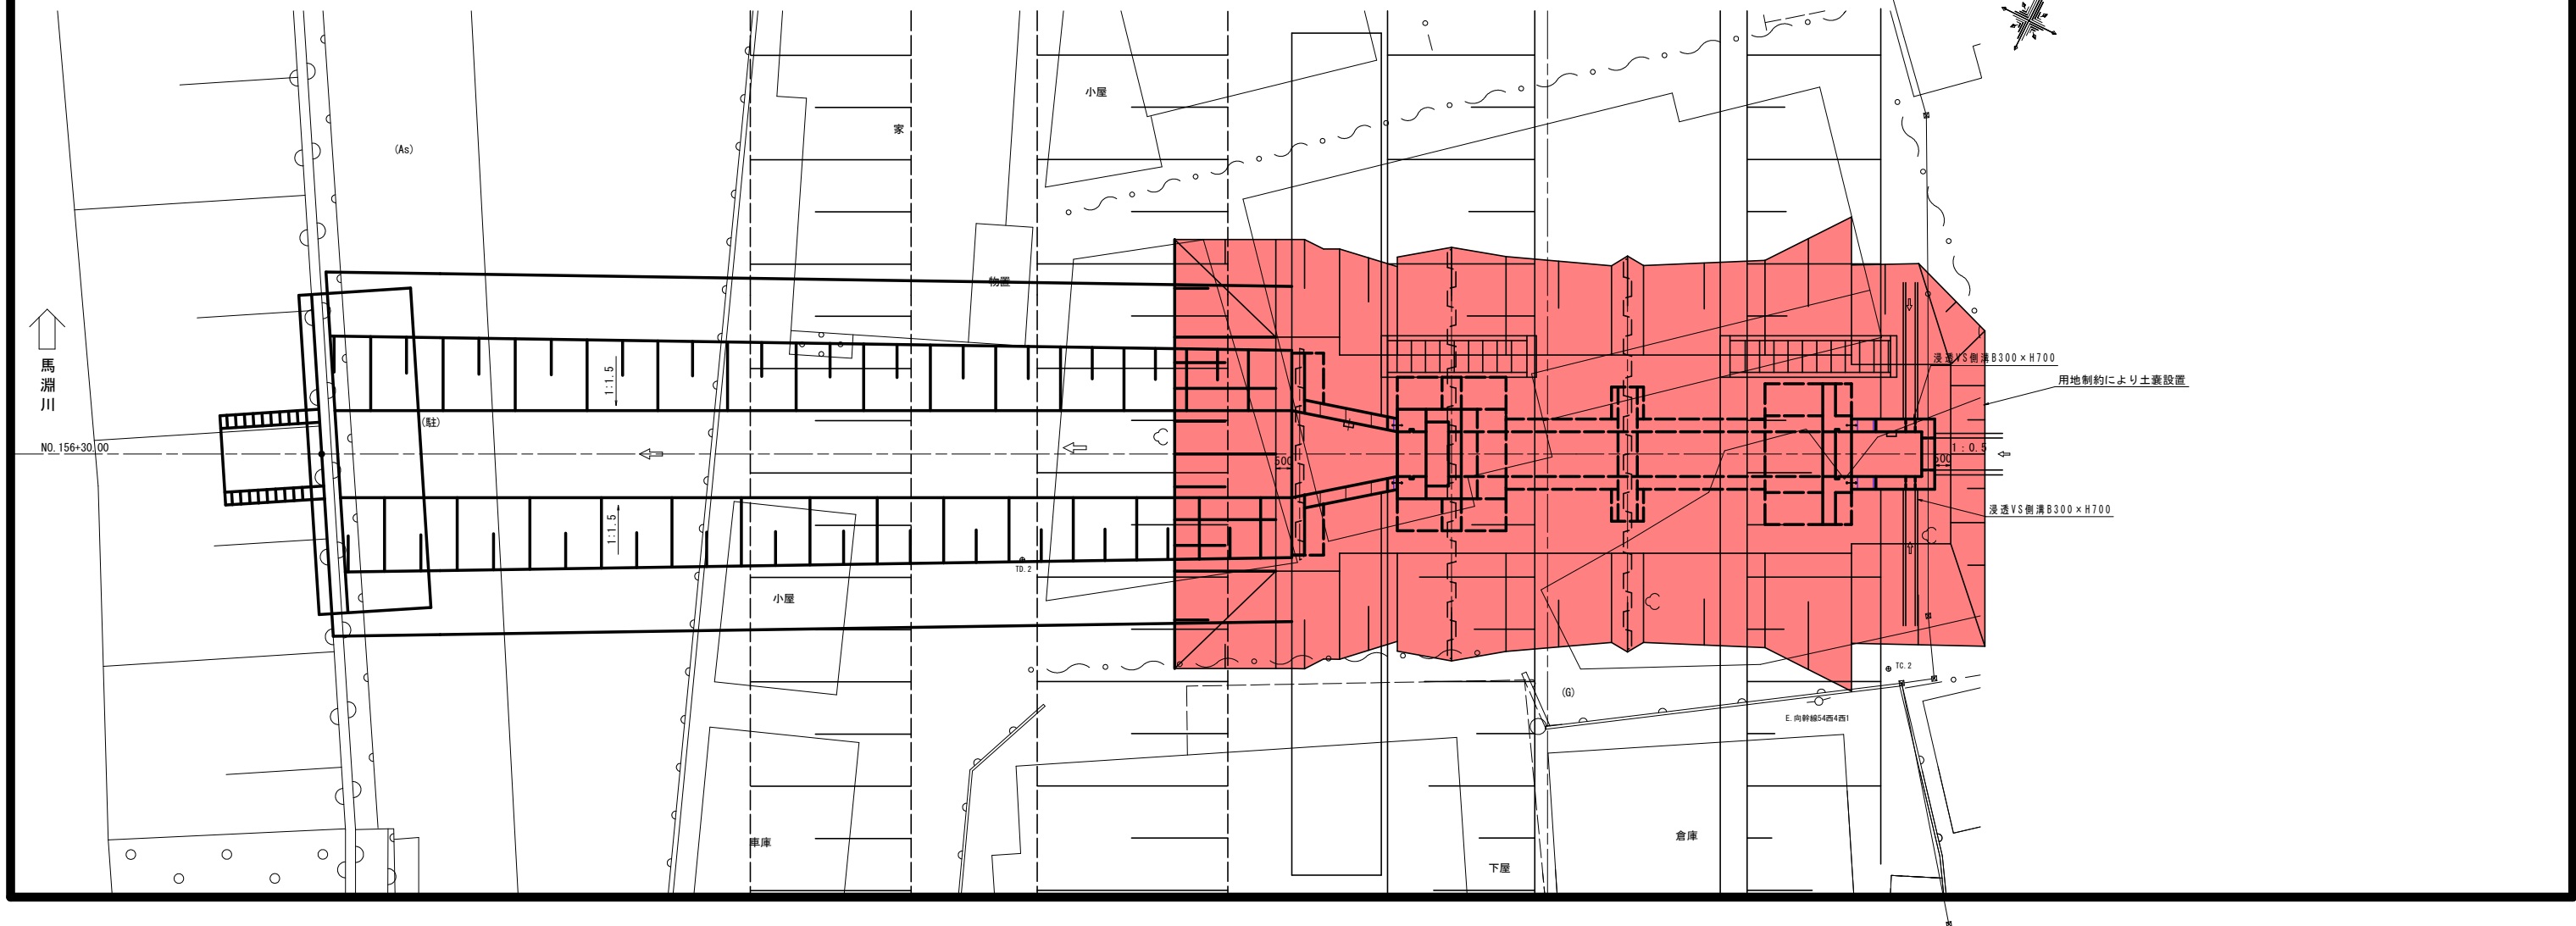 小屋
家
(As)
物置
馬淵川
1:1.5
浸透VS側溝B300×H700
用地制約により土嚢設置
(駐)
NO.156+30.00
500
1:0.5
500
浸透VS側溝B300×H700
1:1.5
TD.2
小屋
TC.2
(G)
E.向幹線54西4西1
車庫
倉庫
下屋